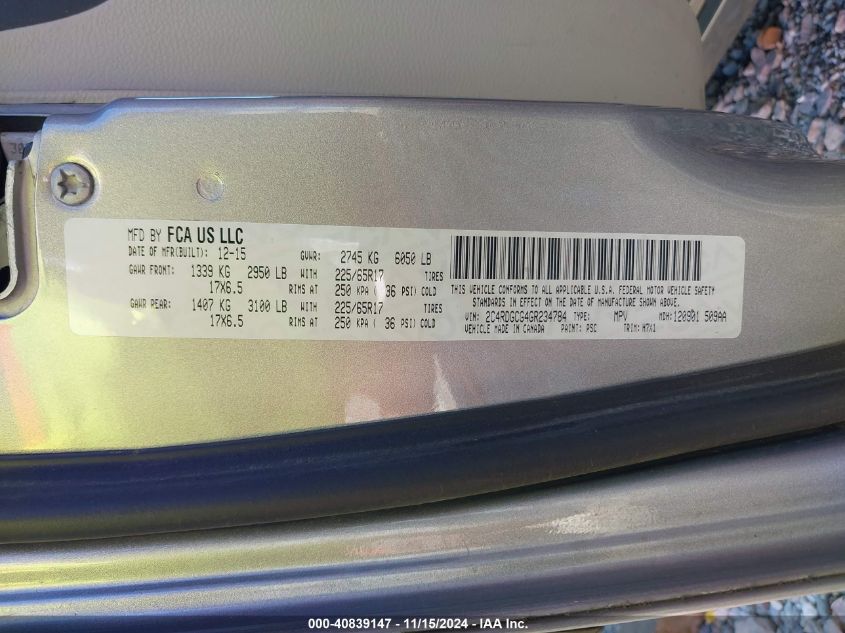 MFD BY FCA US LLC
DATE OF MFR(BUILT): 12-15 GVWR: 2745 KG 6050 LB
GAWR FRONT: 1339 KG 2950 LB WITH 225/65R17 TIRES
17X6.5 RIMS AT 250 KPA ( 36 PSI) COLD
GAWR REAR: 1407 KG 3100 LB WITH 225/65R17 TIRES
17X6.5 RIMS AT 250 KPA ( 36 PSI) COLD
THIS VEHICLE CONFORMS TO ALL APPLICABLE U.S.A. FEDERAL MOTOR VEHICLE SAFETY
STANDARDS IN EFFECT ON THE DATE OF MANUFACTURE SHOWN ABOVE.
VIN: 2C4RDGCG4GR234784 TYPE: MPV MDH: 120901 509AA
VEHICLE MADE IN CANADA PAINT: PSC TRIM: H7X1
000-40839147 - 11/15/2024 - IAA Inc.